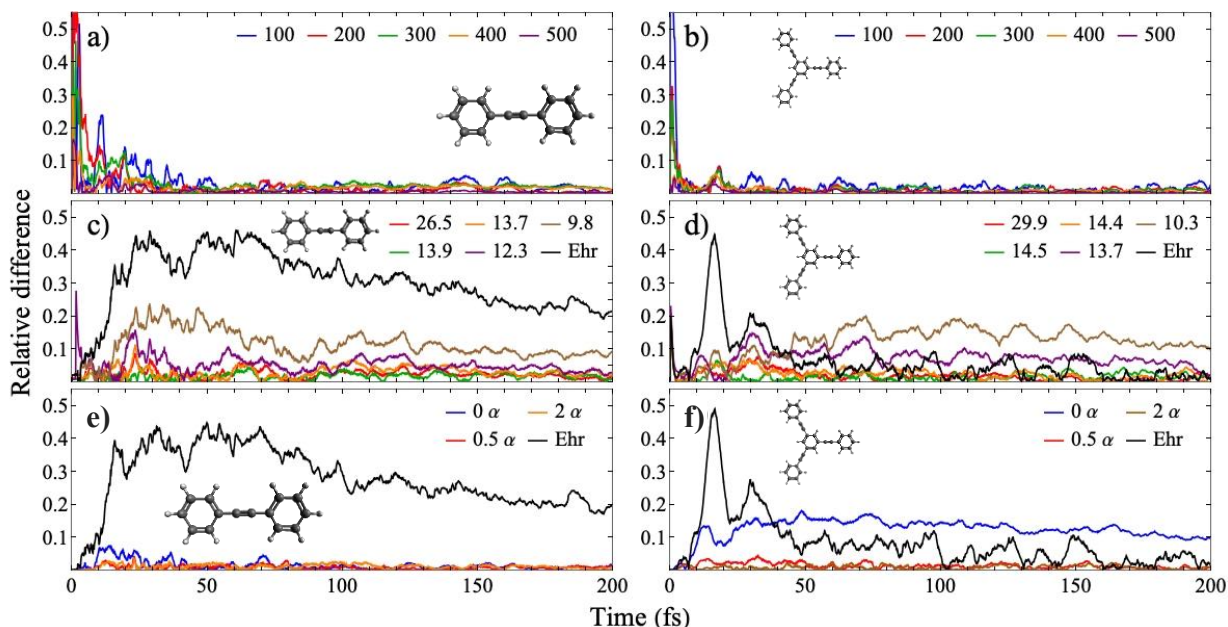 a) 100 200 300 400 500
b) 100 200 300 400 500
0.5
0.4
0.3
0.2
0.1
c) 26.5 13.7 9.8
13.9 12.3 Ehr
d) 29.9 14.4 10.3
14.5 13.7 Ehr
0.5
0.4
0.3
0.2
0.1
Relative difference
e) 0 α 2 α
0.5 α Ehr
f) 0 α 2 α
0.5 α Ehr
0.5
0.4
0.3
0.2
0.1
0 50 100 150 200
0 50 100 150 200
Time (fs)